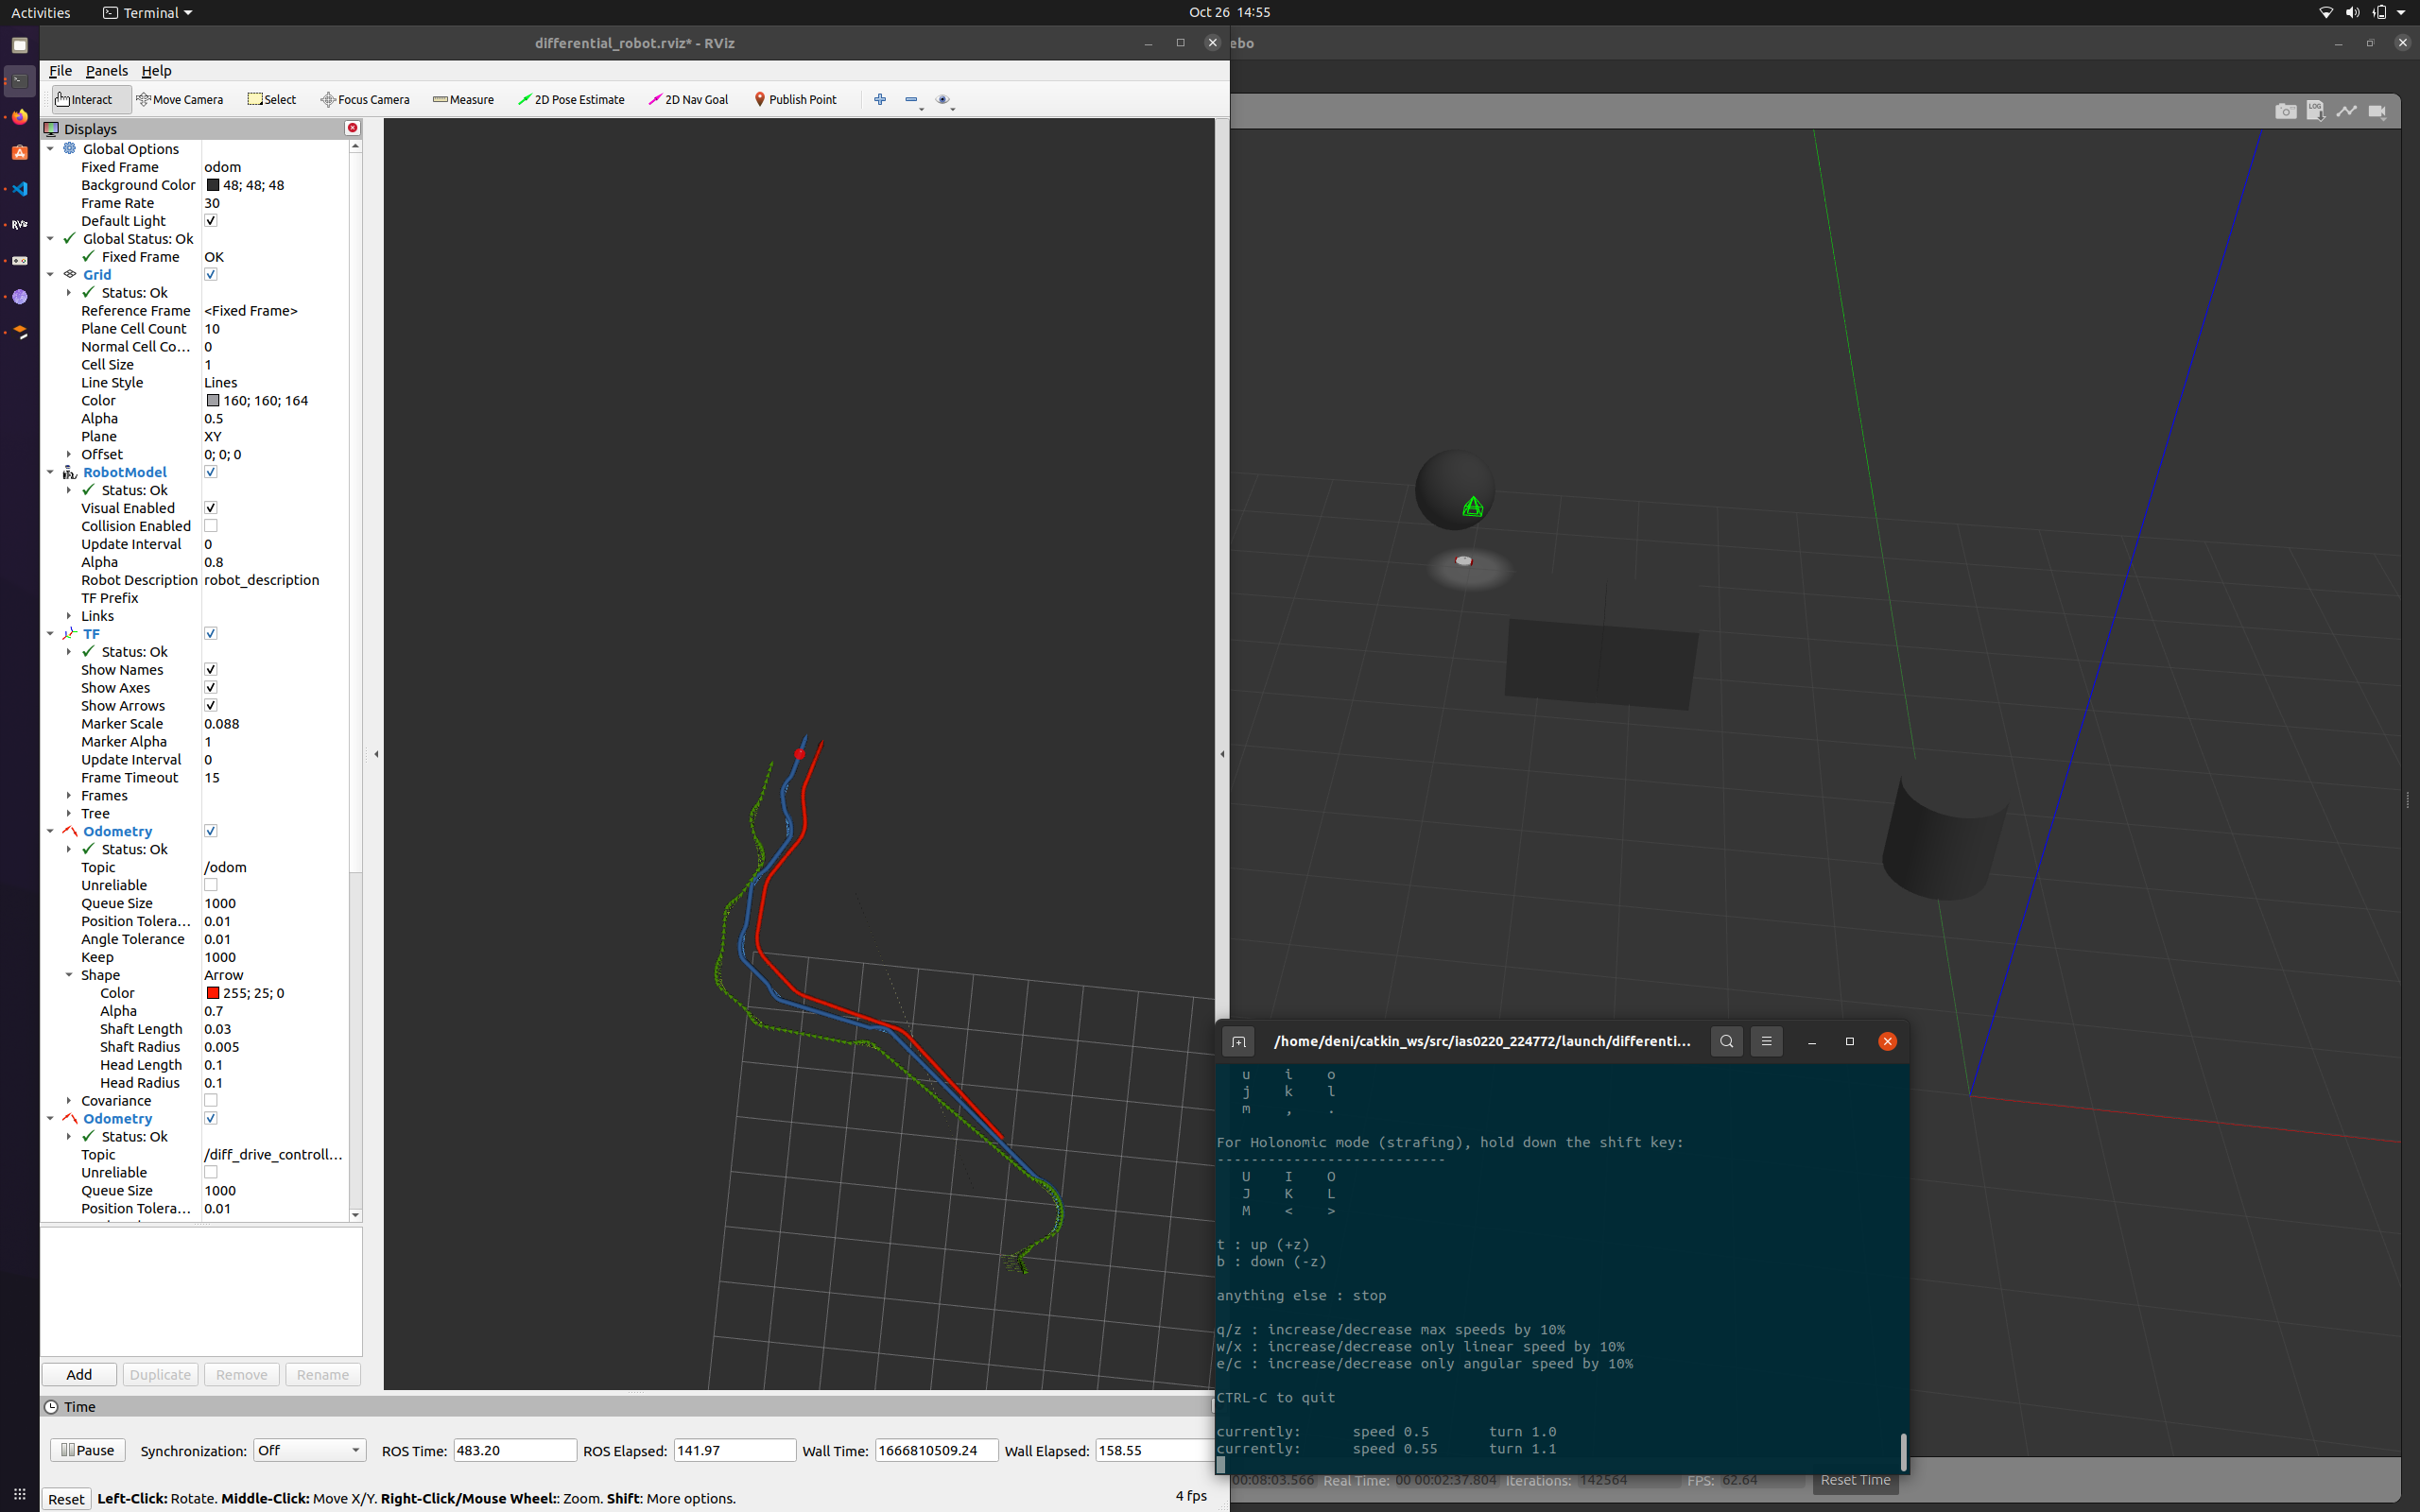 Activities
Terminal
Oct 26 14:55
differential_robot.rviz* - RViz
ebo
File Panels Help
Interact Move Camera Select Focus Camera Measure 2D Pose Estimate 2D Nav Goal Publish Point
LOG
RViz
Displays
Global Options
Fixed Frame odom
Background Color 48; 48; 48
Frame Rate 30
Default Light
Global Status: Ok
Fixed Frame OK
Grid
Status: Ok
Reference Frame <Fixed Frame>
Plane Cell Count 10
Normal Cell Co... 0
Cell Size 1
Line Style Lines
Color 160; 160; 164
Alpha 0.5
Plane XY
Offset 0; 0; 0
RobotModel
Status: Ok
Visual Enabled
Collision Enabled
Update Interval 0
Alpha 0.8
Robot Description robot_description
TF Prefix
Links
TF
Status: Ok
Show Names
Show Axes
Show Arrows
Marker Scale 0.088
Marker Alpha 1
Update Interval 0
Frame Timeout 15
Frames
Tree
Odometry
Status: Ok
Topic /odom
Unreliable
Queue Size 1000
Position Tolera... 0.01
Angle Tolerance 0.01
Keep 1000
Shape Arrow
Color 255; 25; 0
Alpha 0.7
Shaft Length 0.03
Shaft Radius 0.005
Head Length 0.1
Head Radius 0.1
Covariance
Odometry
Status: Ok
Topic /diff_drive_controll...
Unreliable
Queue Size 1000
Position Tolera... 0.01
Add Duplicate Remove Rename
Time
Pause Synchronization: Off ROS Time: 483.20 ROS Elapsed: 141.97 Wall Time: 1666810509.24 Wall Elapsed: 158.55
Reset Left-Click: Rotate. Middle-Click: Move X/Y. Right-Click/Mouse Wheel:: Zoom. Shift: More options. 4 fps
/home/deni/catkin_ws/src/ias0220_224772/launch/differenti...
u i o
j k l
m , .
For Holonomic mode (strafing), hold down the shift key:
---------------------------
U I O
J K L
M < >
t : up (+z)
b : down (-z)
anything else : stop
q/z : increase/decrease max speeds by 10%
w/x : increase/decrease only linear speed by 10%
e/c : increase/decrease only angular speed by 10%
CTRL-C to quit
currently: speed 0.5 turn 1.0
currently: speed 0.55 turn 1.1
00:08:03.566 Real Time: 00 00:02:37.804 Iterations: 142564 FPS: 62.64 Reset Time